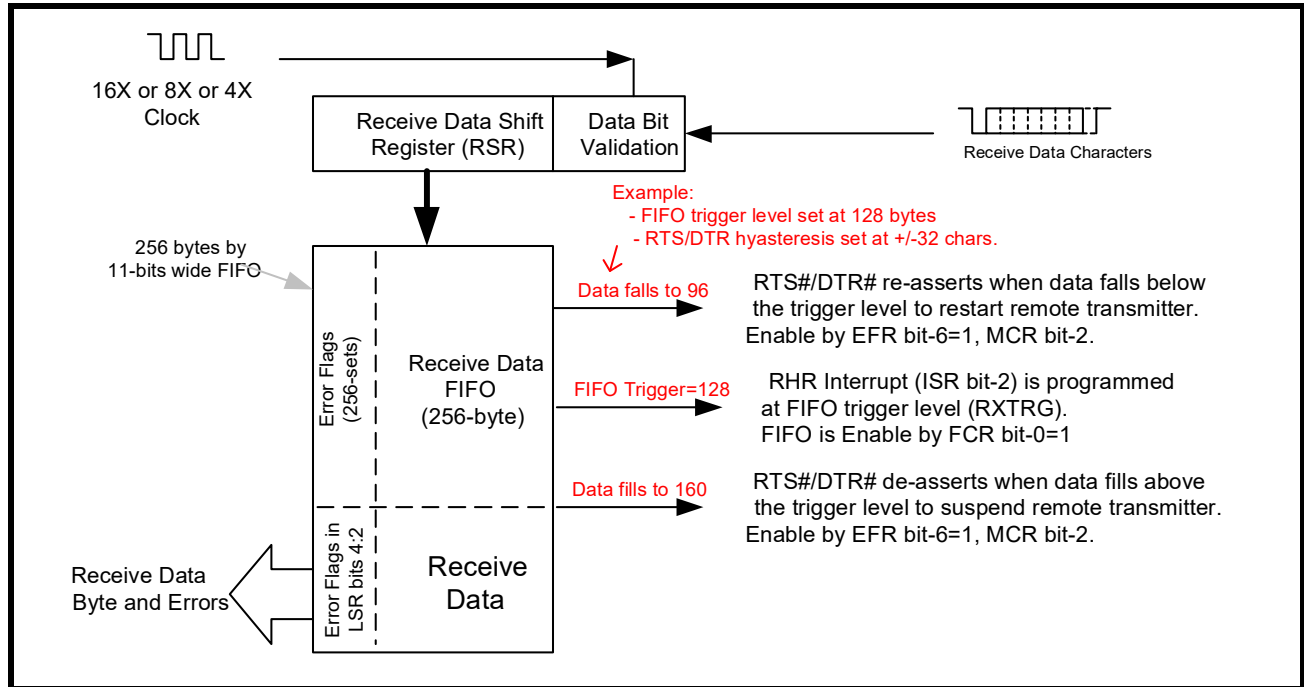 16X or 8X or 4X
Clock
Receive Data Shift
Register (RSR)
Data Bit
Validation
Receive Data Characters
Example:
- FIFO trigger level set at 128 bytes
- RTS/DTR hyasteresis set at +/-32 chars.
256 bytes by
11-bits wide FIFO
Error Flags
(256-sets)
Receive Data
FIFO
(256-byte)
Data falls to 96
RTS#/DTR# re-asserts when data falls below
the trigger level to restart remote transmitter.
Enable by EFR bit-6=1, MCR bit-2.
FIFO Trigger=128
RHR Interrupt (ISR bit-2) is programmed
at FIFO trigger level (RXTRG).
FIFO is Enable by FCR bit-0=1
Data fills to 160
RTS#/DTR# de-asserts when data fills above
the trigger level to suspend remote transmitter.
Enable by EFR bit-6=1, MCR bit-2.
Error Flags in
LSR bits 4:2
Receive
Data
Receive Data
Byte and Errors